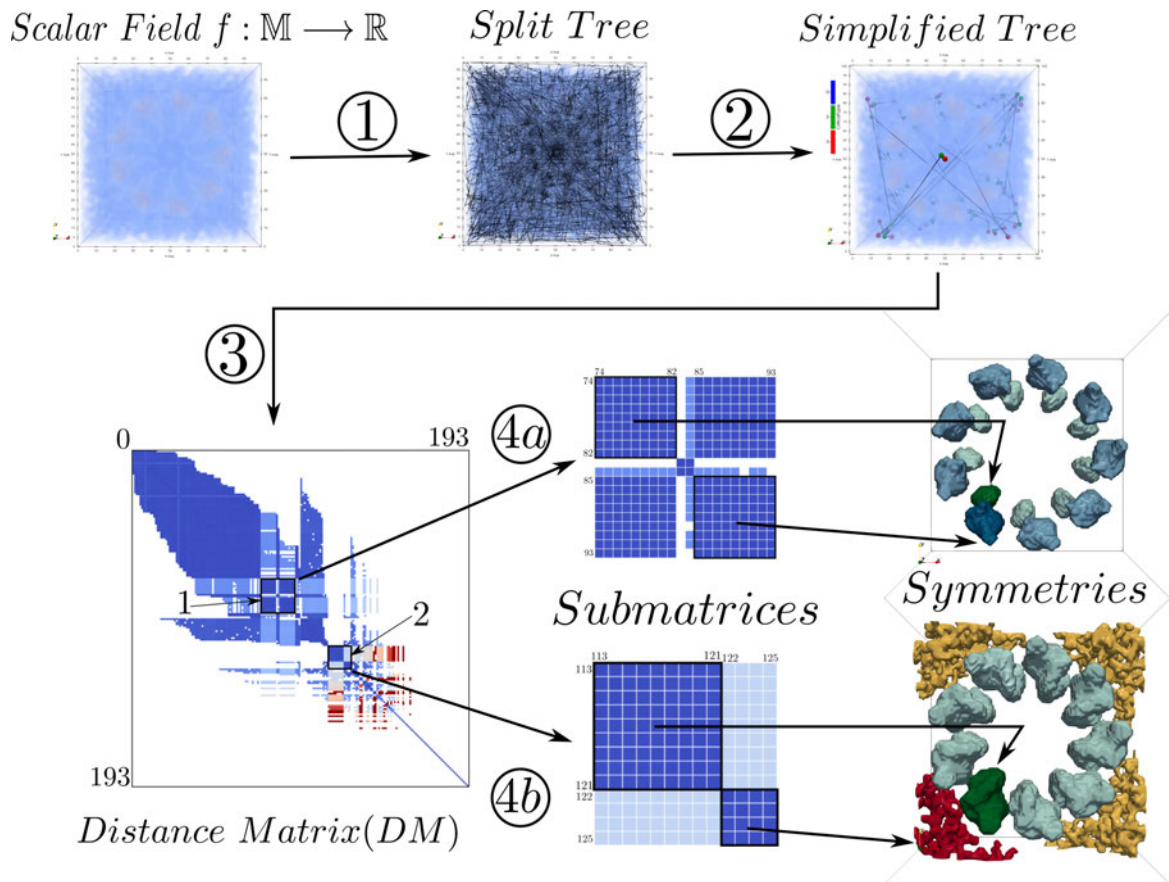 Scalar Field f : 𝕄 ⟶ ℝ
Split Tree
Simplified Tree
1
2
3
0
193
193
1
2
Distance Matrix(DM)
4a
74 82 85 93
74
82
85
93
Submatrices
Symmetries
4b
113 121 122 125
113
121
122
125